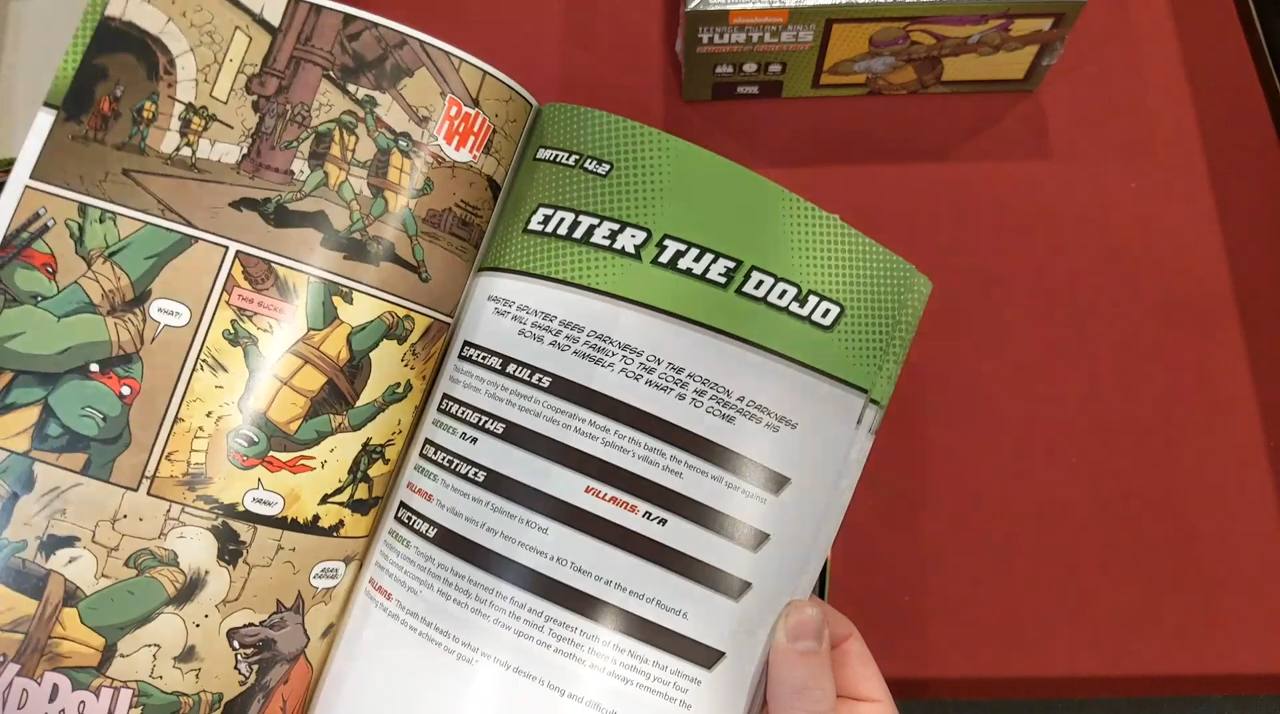 nickelodeon
TEENAGE MUTANT NINJA
TURTLES
RAH!
WHAT?!
THIS SUCKS.
YAHH!
AGAIN,
RAPHAEL!
BATTLE 4:2
ENTER THE DOJO
MASTER SPLINTER SEES DARKNESS ON THE HORIZON. A DARKNESS
THAT WILL SHAKE HIS FAMILY TO THE CORE. HE PREPARES HIS
SONS, AND HIMSELF, FOR WHAT IS TO COME.
SPECIAL RULES
This battle may only be played in Cooperative Mode. For this battle, the heroes will spar against
Master Splinter. Follow the special rules on Master Splinter's villain sheet.
STRENGTHS
HEROES: N/A
VILLAINS: N/A
OBJECTIVES
HEROES: The heroes win if Splinter is KO'ed.
VILLAINS: The villain wins if any hero receives a KO Token or at the end of Round 6.
VICTORY
HEROES: "Tonight, you have learned the final and greatest truth of the Ninja: that ultimate
mastering comes not from the body, but from the mind. Together, there is nothing your four
minds cannot accomplish. Help each other, draw upon one another, and always remember the
power that binds you."
VILLAINS: "The path that leads to what we truly desire is long and difficult
following that path do we achieve our goal."